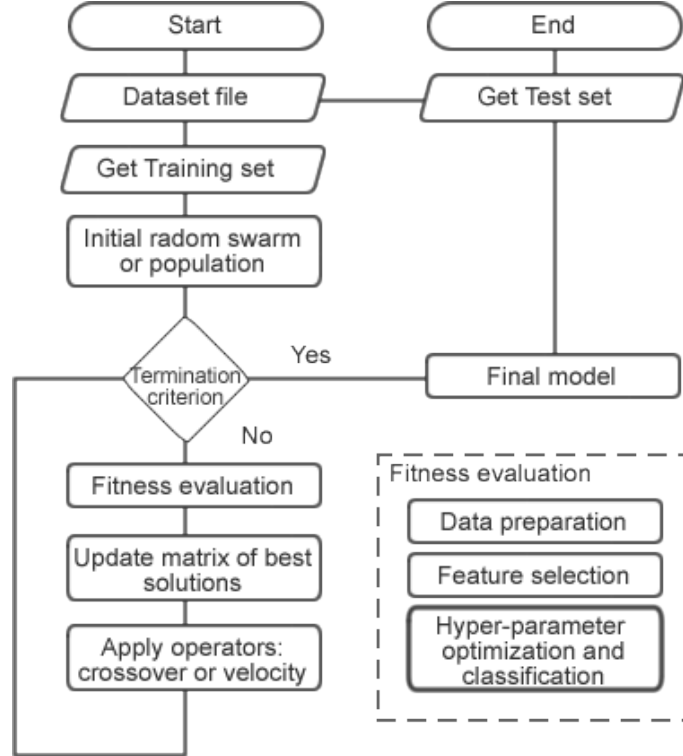 Start
End
Dataset file
Get Test set
Get Training set
Initial radom swarm
or population
Yes
Termination
criterion
Final model
No
Fitness evaluation
Update matrix of best
solutions
Apply operators:
crossover or velocity
Fitness evaluation
Data preparation
Feature selection
Hyper-parameter
optimization and
classification